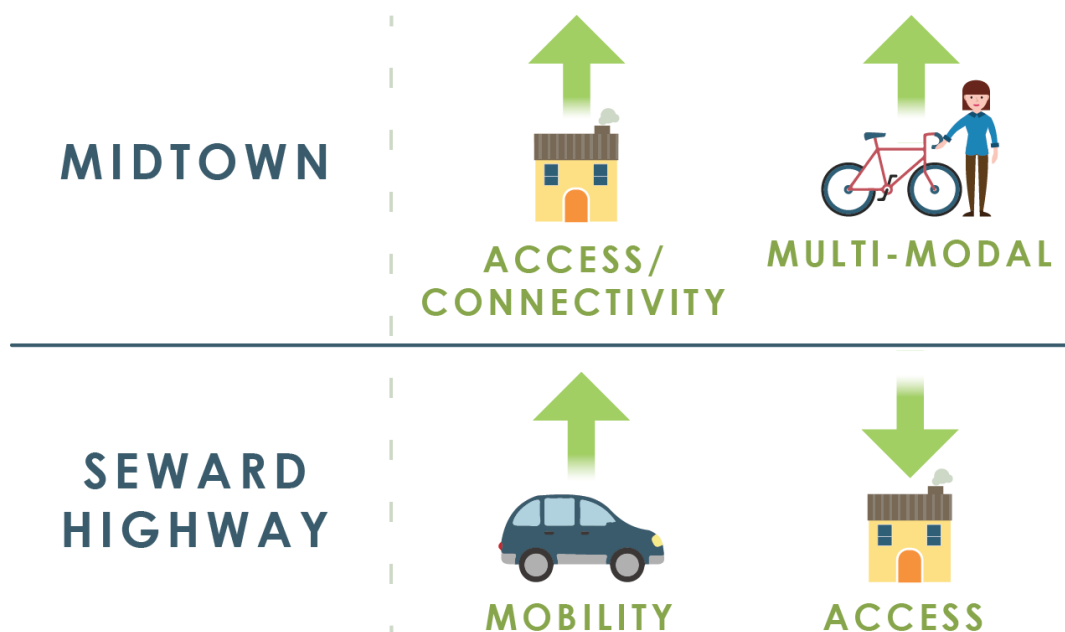 MIDTOWN
ACCESS/
CONNECTIVITY
MULTI-MODAL
SEWARD
HIGHWAY
MOBILITY
ACCESS